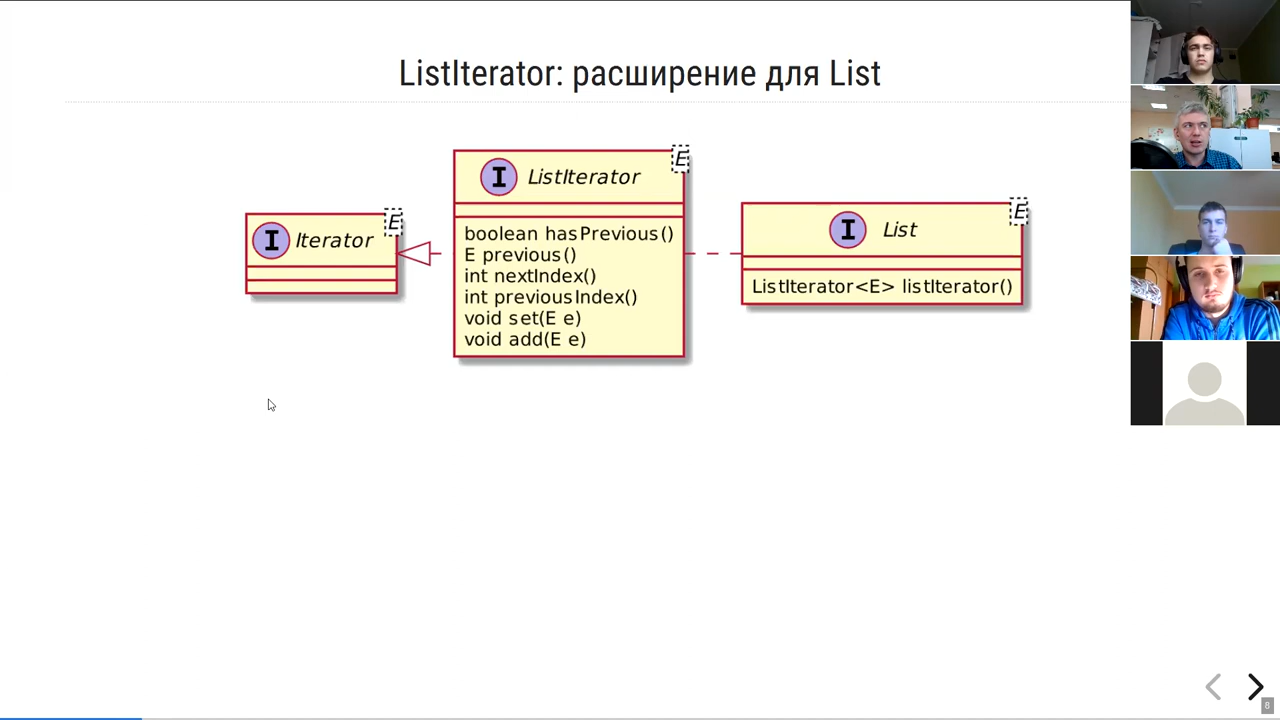 ListIterator: расширение для List
E
I Iterator
E
I ListIterator
boolean hasPrevious()
E previous()
int nextIndex()
int previousIndex()
void set(E e)
void add(E e)
E
I List
ListIterator<E> listIterator()
8